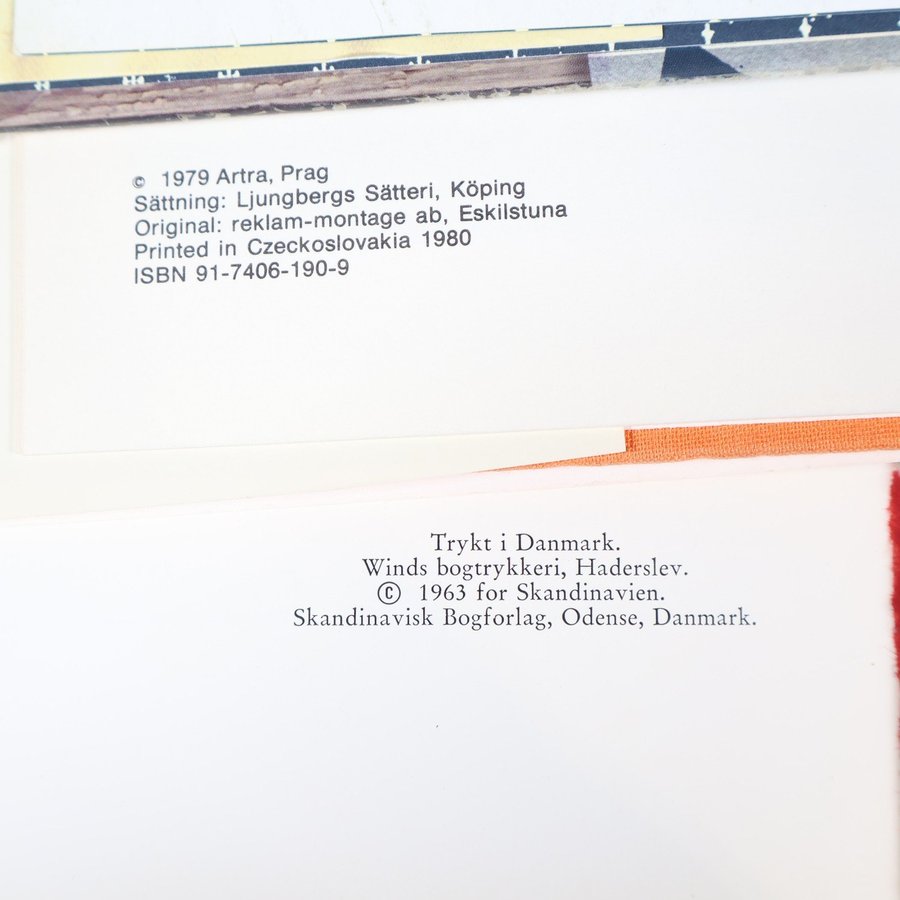 © 1979 Artra, Prag
Sättning: Ljungbergs Sätteri, Köping
Original: reklam-montage ab, Eskilstuna
Printed in Czeckoslovakia 1980
ISBN 91-7406-190-9
Trykt i Danmark.
Winds bogtrykkeri, Haderslev.
© 1963 for Skandinavien.
Skandinavisk Bogforlag, Odense, Danmark.